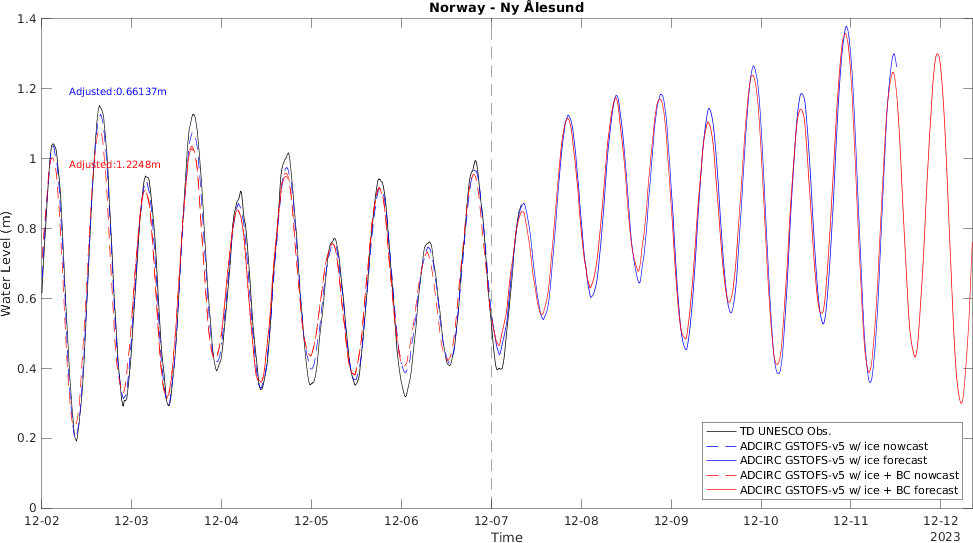 Norway - Ny Ålesund
1.4
1.2
1
0.8
0.6
0.4
0.2
0
Water Level (m)
Adjusted:0.66137m
Adjusted:1.2248m
TD UNESCO Obs.
ADCIRC GSTOFS-v5 w/ ice nowcast
ADCIRC GSTOFS-v5 w/ ice forecast
ADCIRC GSTOFS-v5 w/ ice + BC nowcast
ADCIRC GSTOFS-v5 w/ ice + BC forecast
12-02 12-03 12-04 12-05 12-06 12-07 12-08 12-09 12-10 12-11 12-12
Time
2023